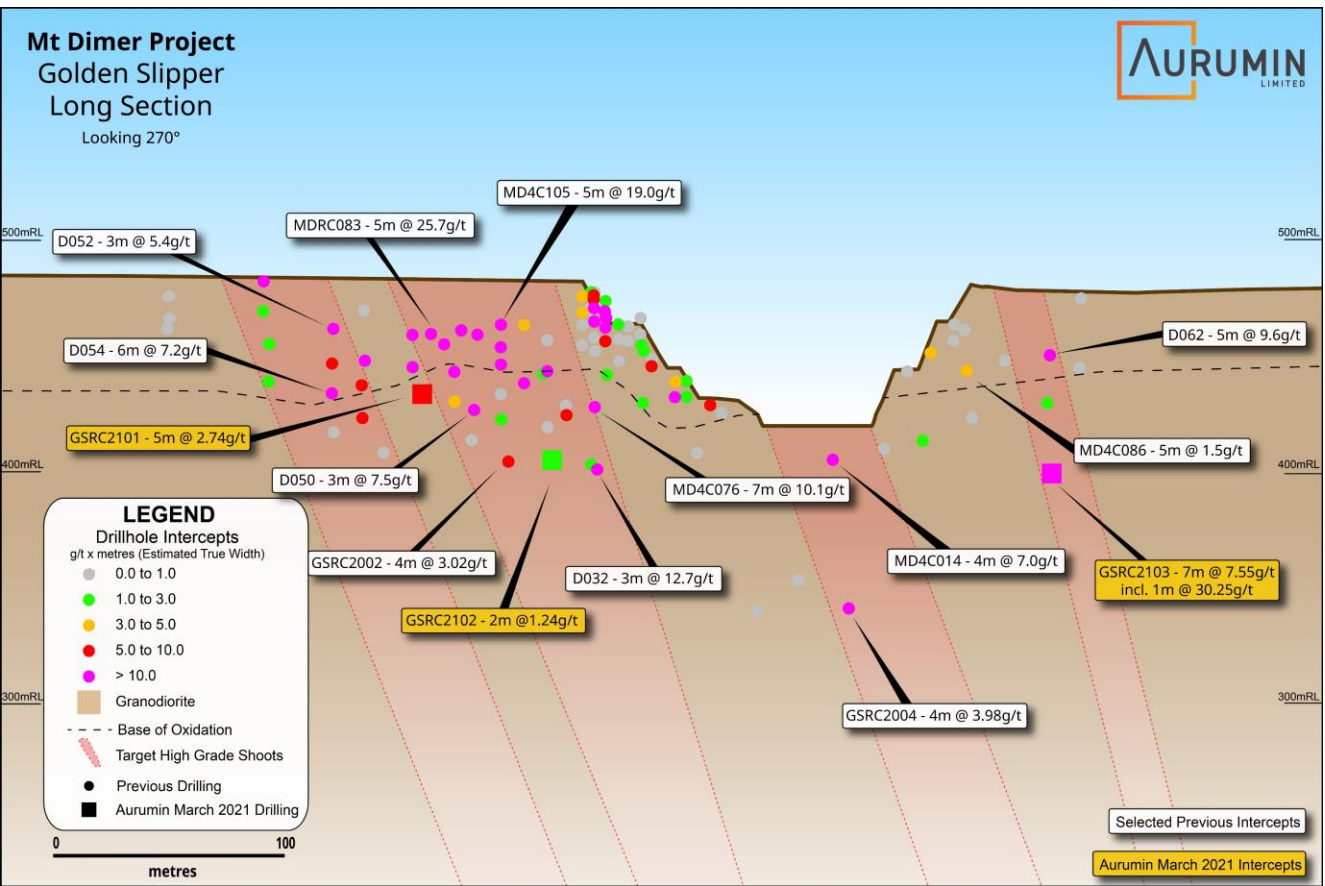 Mt Dimer Project
Golden Slipper
Long Section
Looking 270°
AURUMIN
LIMITED
MD4C105 - 5m @ 19.0g/t
MDRC083 - 5m @ 25.7g/t
500mRL
500mRL
D052 - 3m @ 5.4g/t
D062 - 5m @ 9.6g/t
D054 - 6m @ 7.2g/t
GSRC2101 - 5m @ 2.74g/t
MD4C086 - 5m @ 1.5g/t
400mRL
400mRL
D050 - 3m @ 7.5g/t
MD4C076 - 7m @ 10.1g/t
GSRC2002 - 4m @ 3.02g/t
D032 - 3m @ 12.7g/t
MD4C014 - 4m @ 7.0g/t
GSRC2103 - 7m @ 7.55g/t
incl. 1m @ 30.25g/t
GSRC2102 - 2m @1.24g/t
300mRL
300mRL
GSRC2004 - 4m @ 3.98g/t
LEGEND
Drillhole Intercepts
g/t x metres (Estimated True Width)
0.0 to 1.0
1.0 to 3.0
3.0 to 5.0
5.0 to 10.0
> 10.0
Granodiorite
Base of Oxidation
Target High Grade Shoots
Previous Drilling
Aurumin March 2021 Drilling
0 100
metres
Selected Previous Intercepts
Aurumin March 2021 Intercepts